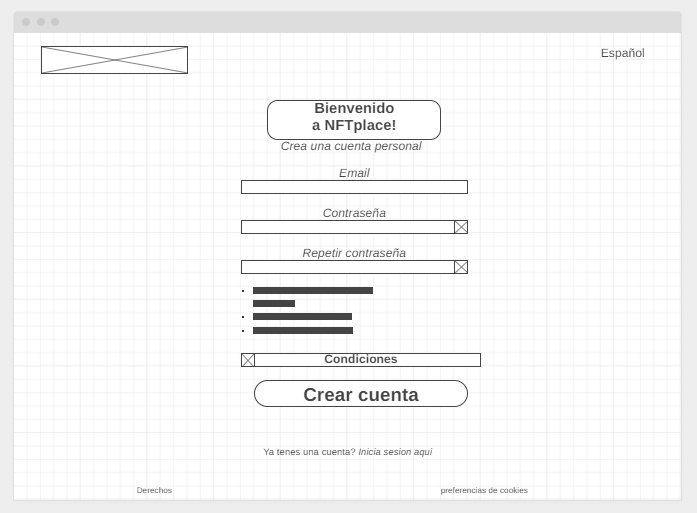 Español
Bienvenido
a NFTplace!
Crea una cuenta personal
Email
Contraseña
Repetir contraseña
Condiciones
Crear cuenta
Ya tenes una cuenta? Inicia sesion aqui
Derechos
preferencias de cookies